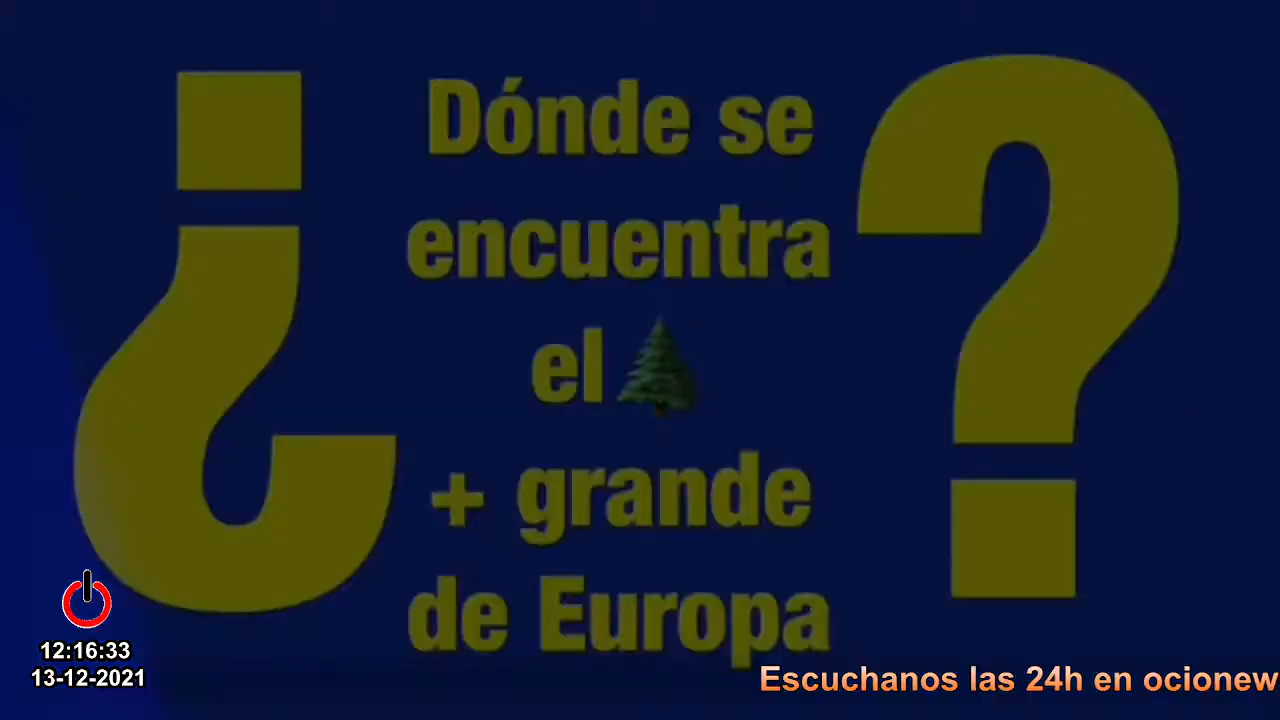 ¿ Dónde se ?
encuentra
el
+ grande
de Europa
12:16:33
13-12-2021
Escuchanos las 24h en ocionew